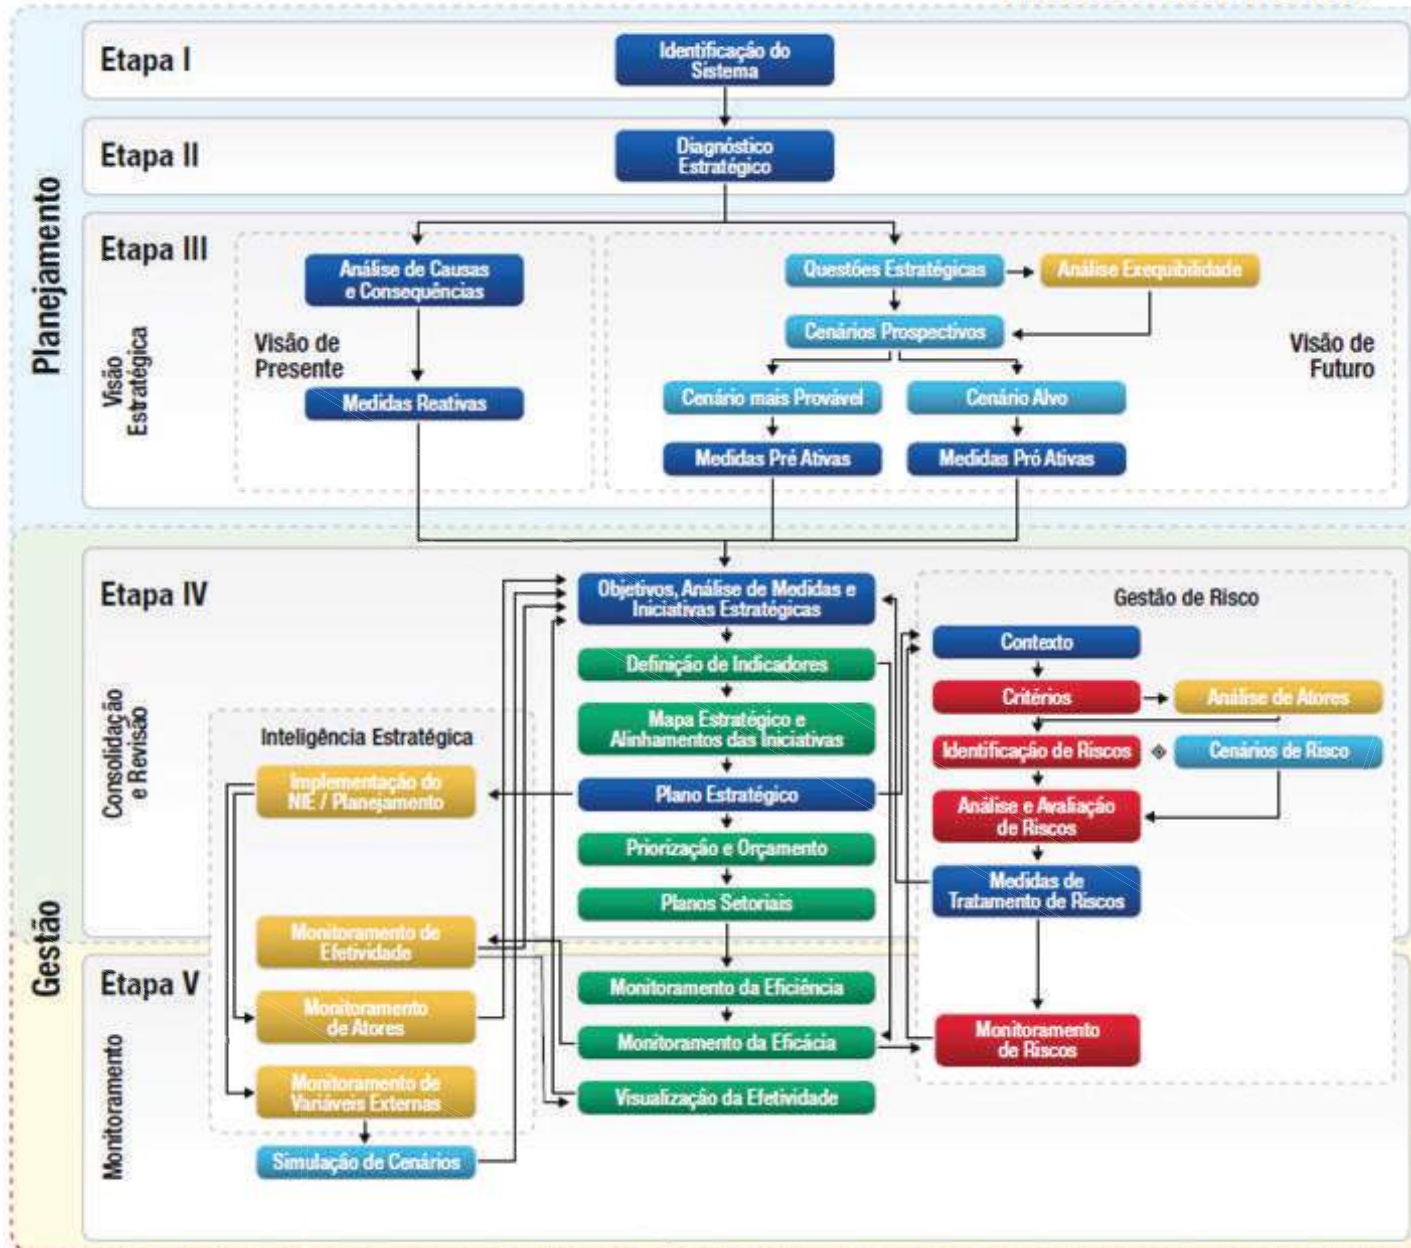 Planejamento
Etapa I
Identificação do
Sistema
Etapa II
Diagnóstico
Estratégico
Etapa III
Visão
Estratégica
Análise de Causas
e Consequências
Visão de
Presente
Medidas Reativas
Questões Estratégicas
Análise Exequibilidade
Cenários Prospectivos
Visão de
Futuro
Cenário mais Provável
Cenário Alvo
Medidas Pré Ativas
Medidas Pró Ativas
Gestão
Etapa IV
Consolidação
e Revisão
Objetivos, Análise de Medidas e
Iniciativas Estratégicas
Definição de Indicadores
Mapa Estratégico e
Alinhamentos das Iniciativas
Plano Estratégico
Priorização e Orçamento
Planos Setoriais
Inteligência Estratégica
Implementação do
NIE / Planejamento
Monitoramento de
Efetividade
Monitoramento
de Atores
Monitoramento de
Variáveis Externas
Simulação de Cenários
Gestão de Risco
Contexto
Critérios
Análise de Atores
Identificação de Riscos
Cenários de Risco
Análise e Avaliação
de Riscos
Medidas de
Tratamento de Riscos
Monitoramento
de Riscos
Etapa V
Monitoramento
Monitoramento da Eficiência
Monitoramento da Eficácia
Visualização da Efetividade